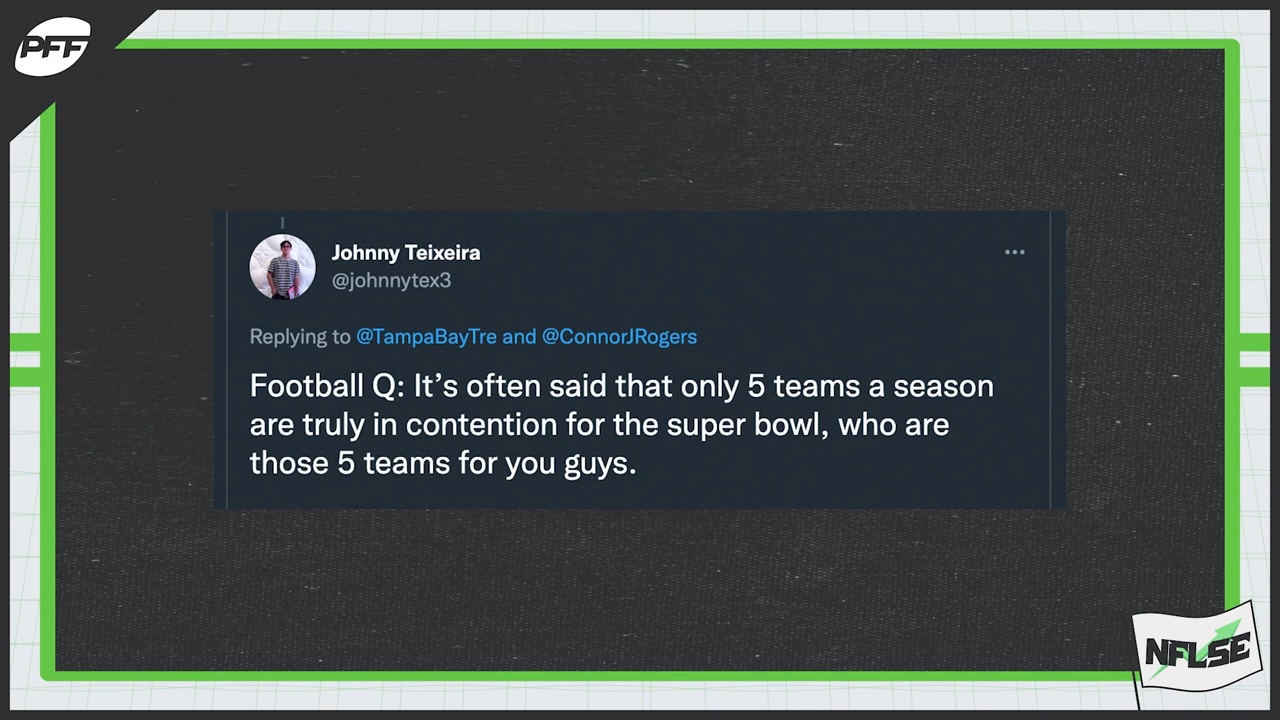 PFF
Johnny Teixeira
@johnnytex3
Replying to @TampaBayTre and @ConnorJRogers
Football Q: It’s often said that only 5 teams a season
are truly in contention for the super bowl, who are
those 5 teams for you guys.
NFLSE